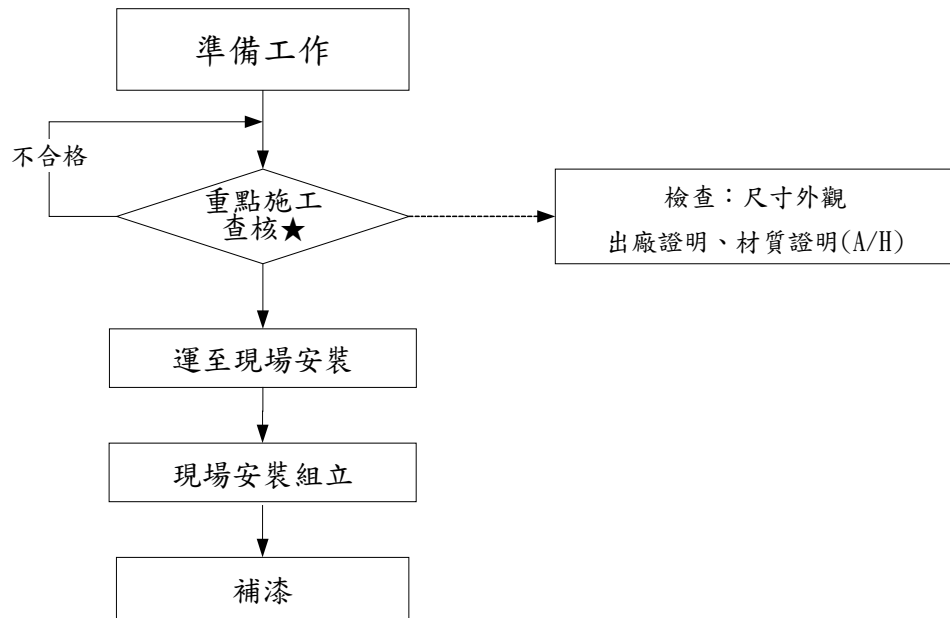 準備工作
不合格
重點施工
查核★
檢查：尺寸外觀
出廠證明、材質證明(A/H)
運至現場安裝
現場安裝組立
補漆